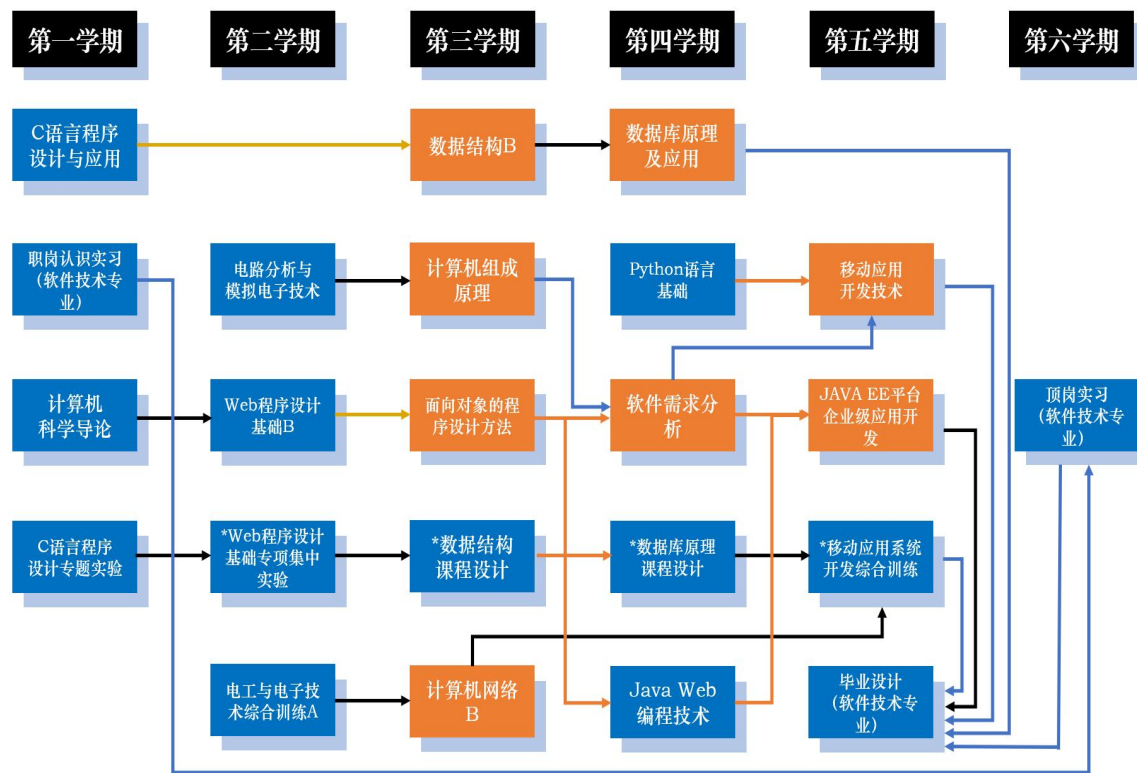 第一学期
第二学期
第三学期
第四学期
第五学期
第六学期
C语言程序
设计与应用
数据结构B
数据库原理
及应用
职岗认识实习
（软件技术专
业）
电路分析与
模拟电子技术
计算机组成
原理
Python语言
基础
移动应用
开发技术
计算机
科学导论
Web程序设计
基础B
面向对象的程
序设计方法
软件需求分
析
JAVA EE平台
企业级应用开
发
顶岗实习
（软件技术专
业）
C语言程序
设计专题实验
*Web程序设计
基础专项集中
实验
*数据结构
课程设计
*数据库原理
课程设计
*移动应用系统
开发综合训练
电工与电子技
术综合训练A
计算机网络
B
Java Web
编程技术
毕业设计
（软件技术专
业）